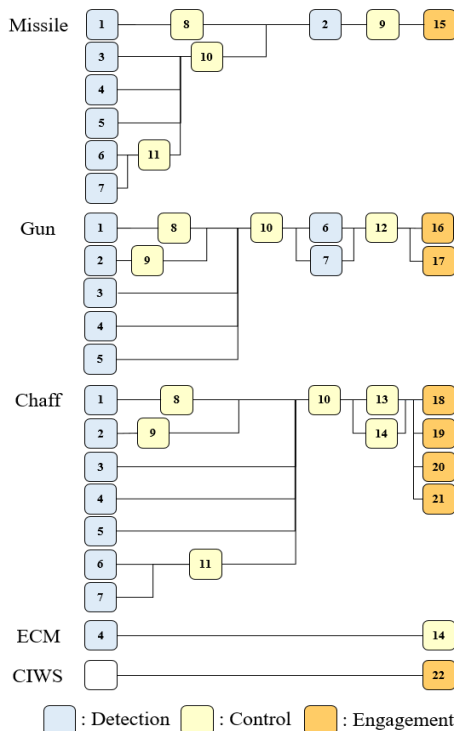 Missile 1 8 2 9 15
3 10
4
5
6 11
7
Gun 1 8 10 6 12 16
2 9 7 17
3
4
5
Chaff 1 8 10 13 18
2 9 14 19
3 20
4 21
5
6 11
7
ECM 4 14
CIWS 22
: Detection : Control : Engagement